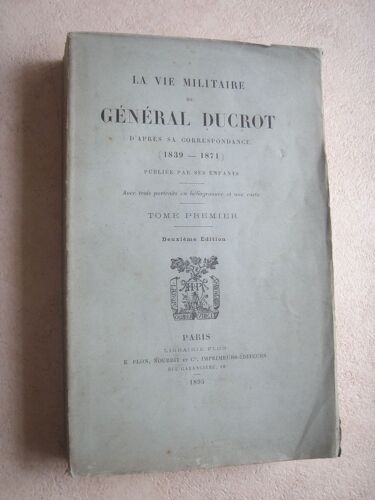 LA VIE MILITAIRE
DU
GÉNÉRAL DUCROT
D'APRÈS SA CORRESPONDANCE
(1839 — 1871)
PUBLIÉE PAR SES ENFANTS
Avec trois portraits en héliogravure et une carte
TOME PREMIER
Deuxième Édition
PARIS
LIBRAIRIE PLON
E. PLON, NOURRIT et Cie, IMPRIMEURS-ÉDITEURS
RUE GARANCIÈRE, 10
1895